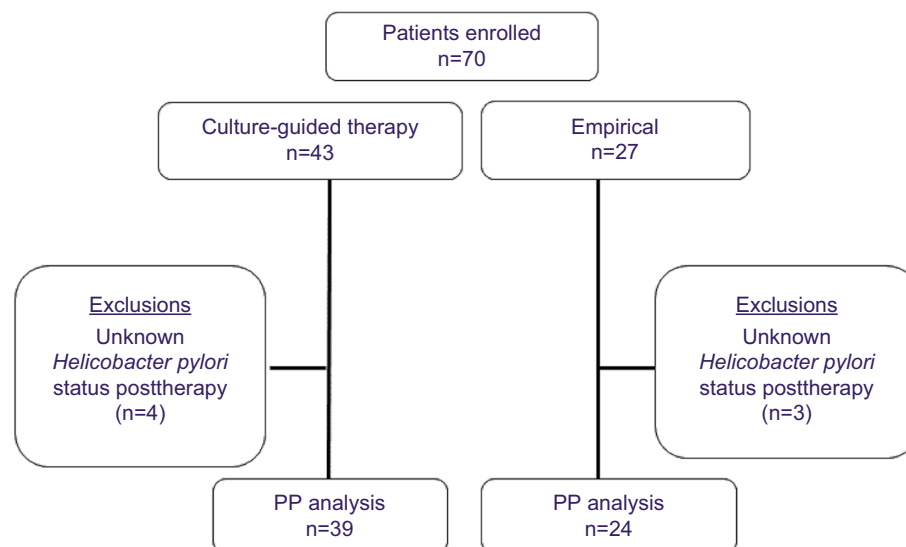 Patients enrolled
n=70
Culture-guided therapy
n=43
Empirical
n=27
Exclusions
Unknown
Helicobacter pylori
status posttherapy
(n=4)
Exclusions
Unknown
Helicobacter pylori
status posttherapy
(n=3)
PP analysis
n=39
PP analysis
n=24